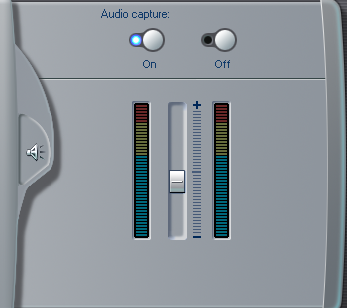 Audio capture:
On Off
+
-